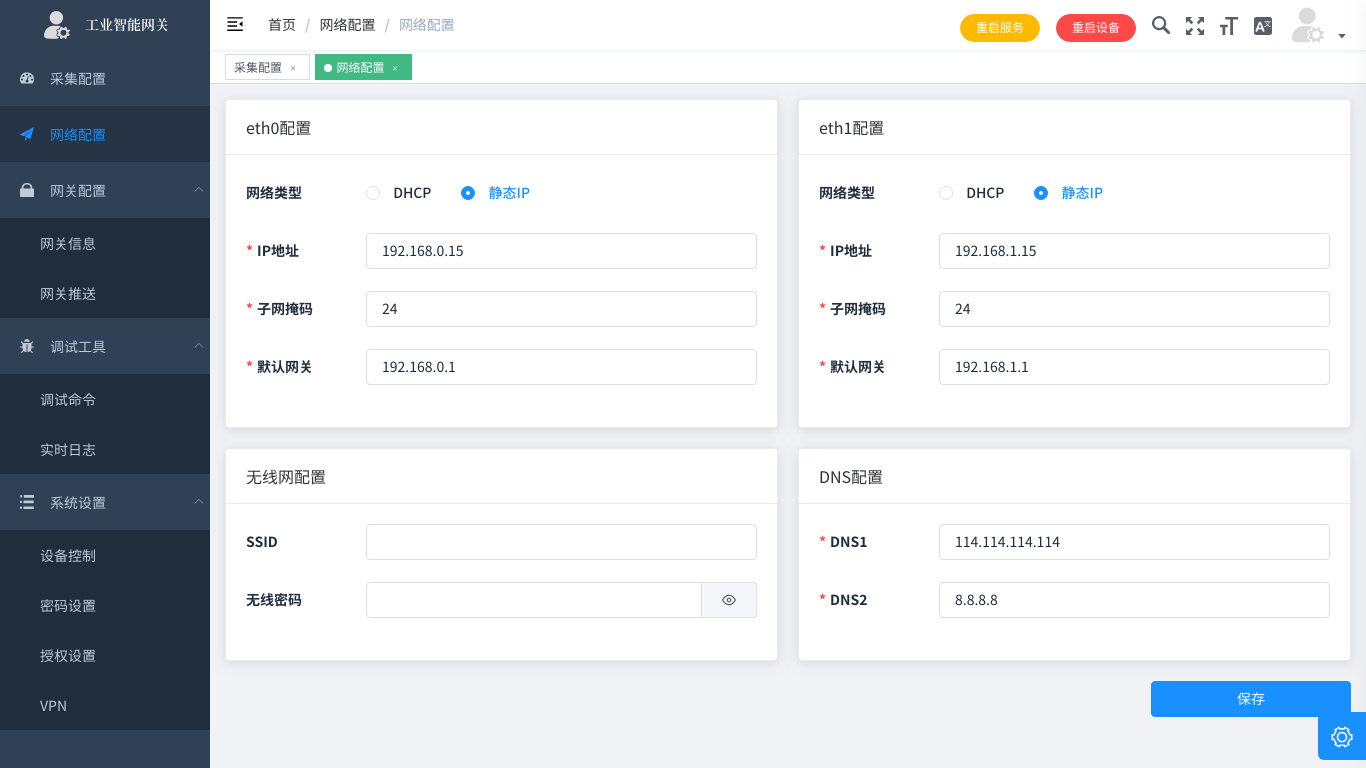 工业智能网关
首页 / 网络配置 / 网络配置
重启服务
重启设备
采集配置 ×
网络配置 ×
采集配置
网络配置
网关配置
网关信息
网关推送
调试工具
调试命令
实时日志
系统设置
设备控制
密码设置
授权设置
VPN
eth0配置
网络类型 DHCP 静态IP
* IP地址 192.168.0.15
* 子网掩码 24
* 默认网关 192.168.0.1
eth1配置
网络类型 DHCP 静态IP
* IP地址 192.168.1.15
* 子网掩码 24
* 默认网关 192.168.1.1
无线网配置
SSID
无线密码
DNS配置
* DNS1 114.114.114.114
* DNS2 8.8.8.8
保存